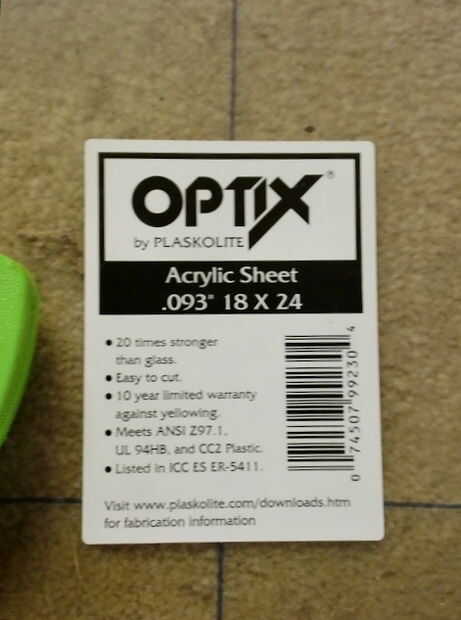 OPTIX®
by PLASKOLITE
Acrylic Sheet
.093" 18 X 24
• 20 times stronger
than glass.
• Easy to cut.
• 10 year limited warranty
against yellowing.
• Meets ANSI Z97.1,
UL 94HB, and CC2 Plastic.
• Listed in ICC ES ER-5411.
0 74507 99230 4
Visit www.plaskolite.com/downloads.htm
for fabrication information